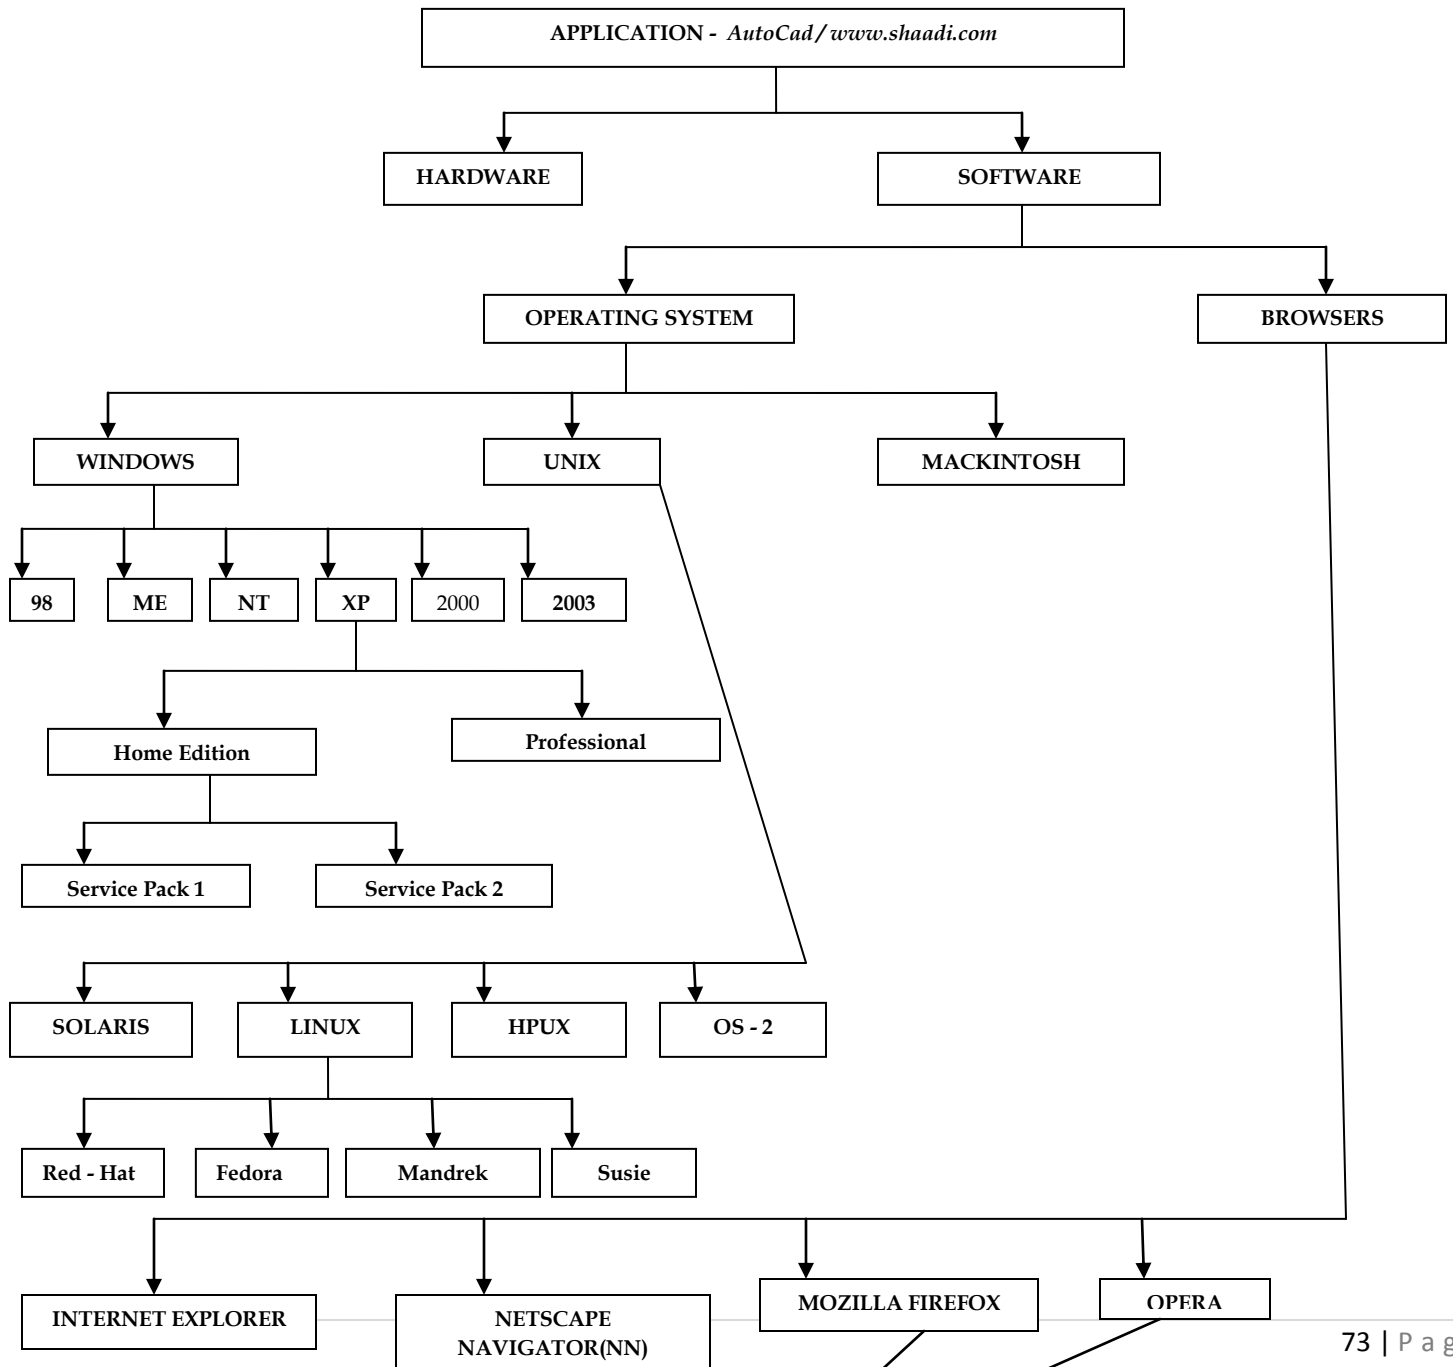 APPLICATION - AutoCad / www.shaadi.com
HARDWARE
SOFTWARE
OPERATING SYSTEM
BROWSERS
WINDOWS
UNIX
MACKINTOSH
98
ME
NT
XP
2000
2003
Home Edition
Professional
Service Pack 1
Service Pack 2
SOLARIS
LINUX
HPUX
OS - 2
Red - Hat
Fedora
Mandrek
Susie
INTERNET EXPLORER
NETSCAPE
NAVIGATOR(NN)
MOZILLA FIREFOX
OPERA
73 | P a g